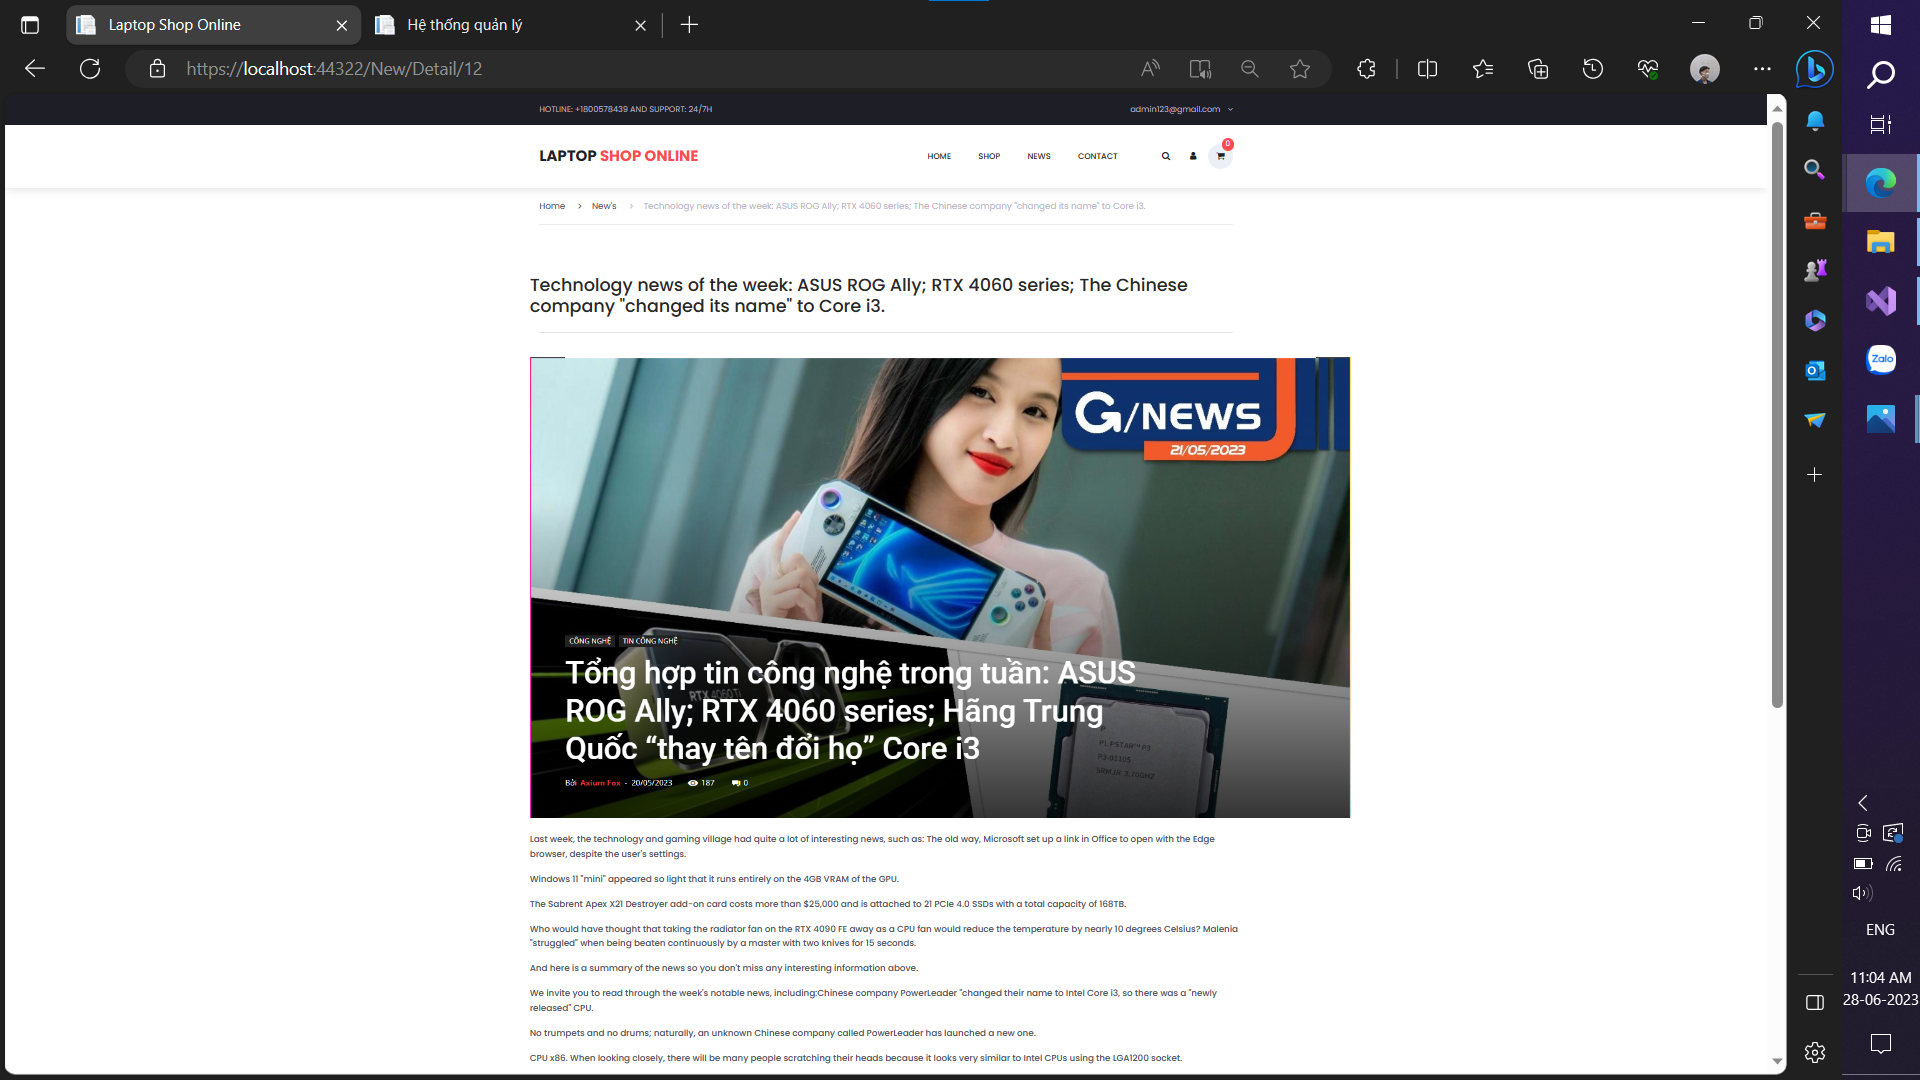 Laptop Shop Online
Hệ thống quản lý
https://localhost:44322/New/Detail/12
HOTLINE: +1800578439 AND SUPPORT: 24/7H
admin123@gmail.com
LAPTOP SHOP ONLINE
HOME SHOP NEWS CONTACT
0
Home > New's > Technology news of the week: ASUS ROG Ally; RTX 4060 series; The Chinese company "changed its name" to Core i3.
Technology news of the week: ASUS ROG Ally; RTX 4060 series; The Chinese
company "changed its name" to Core i3.
G/NEWS
21/05/2023
CÔNG NGHỆ TIN CÔNG NGHỆ
Tổng hợp tin công nghệ trong tuần: ASUS
ROG Ally; RTX 4060 series; Hãng Trung
Quốc “thay tên đổi họ” Core i3
RTX 4060Ti
P3-01105
Bởi Axium Fox - 20/05/2023 187 0
Last week, the technology and gaming village had quite a lot of interesting news, such as: The old way, Microsoft set up a link in Office to open with the Edge
browser, despite the user's settings.
Windows 11 "mini" appeared so light that it runs entirely on the 4GB VRAM of the GPU.
The Sabrent Apex X21 Destroyer add-on card costs more than $25,000 and is attached to 21 PCIe 4.0 SSDs with a total capacity of 168TB.
Who would have thought that taking the radiator fan on the RTX 4090 FE away as a CPU fan would reduce the temperature by nearly 10 degrees Celsius? Malenia
"struggled" when being beaten continuously by a master with two knives for 15 seconds.
And here is a summary of the news so you don't miss any interesting information above.
We invite you to read through the week's notable news, including:Chinese company PowerLeader "changed their name to Intel Core i3, so there was a "newly
released" CPU.
No trumpets and no drums; naturally, an unknown Chinese company called PowerLeader has launched a new one.
CPU x86. When looking closely, there will be many people scratching their heads because it looks very similar to Intel CPUs using the LGA1200 socket.
Zalo
ENG
11:04 AM
28-06-2023